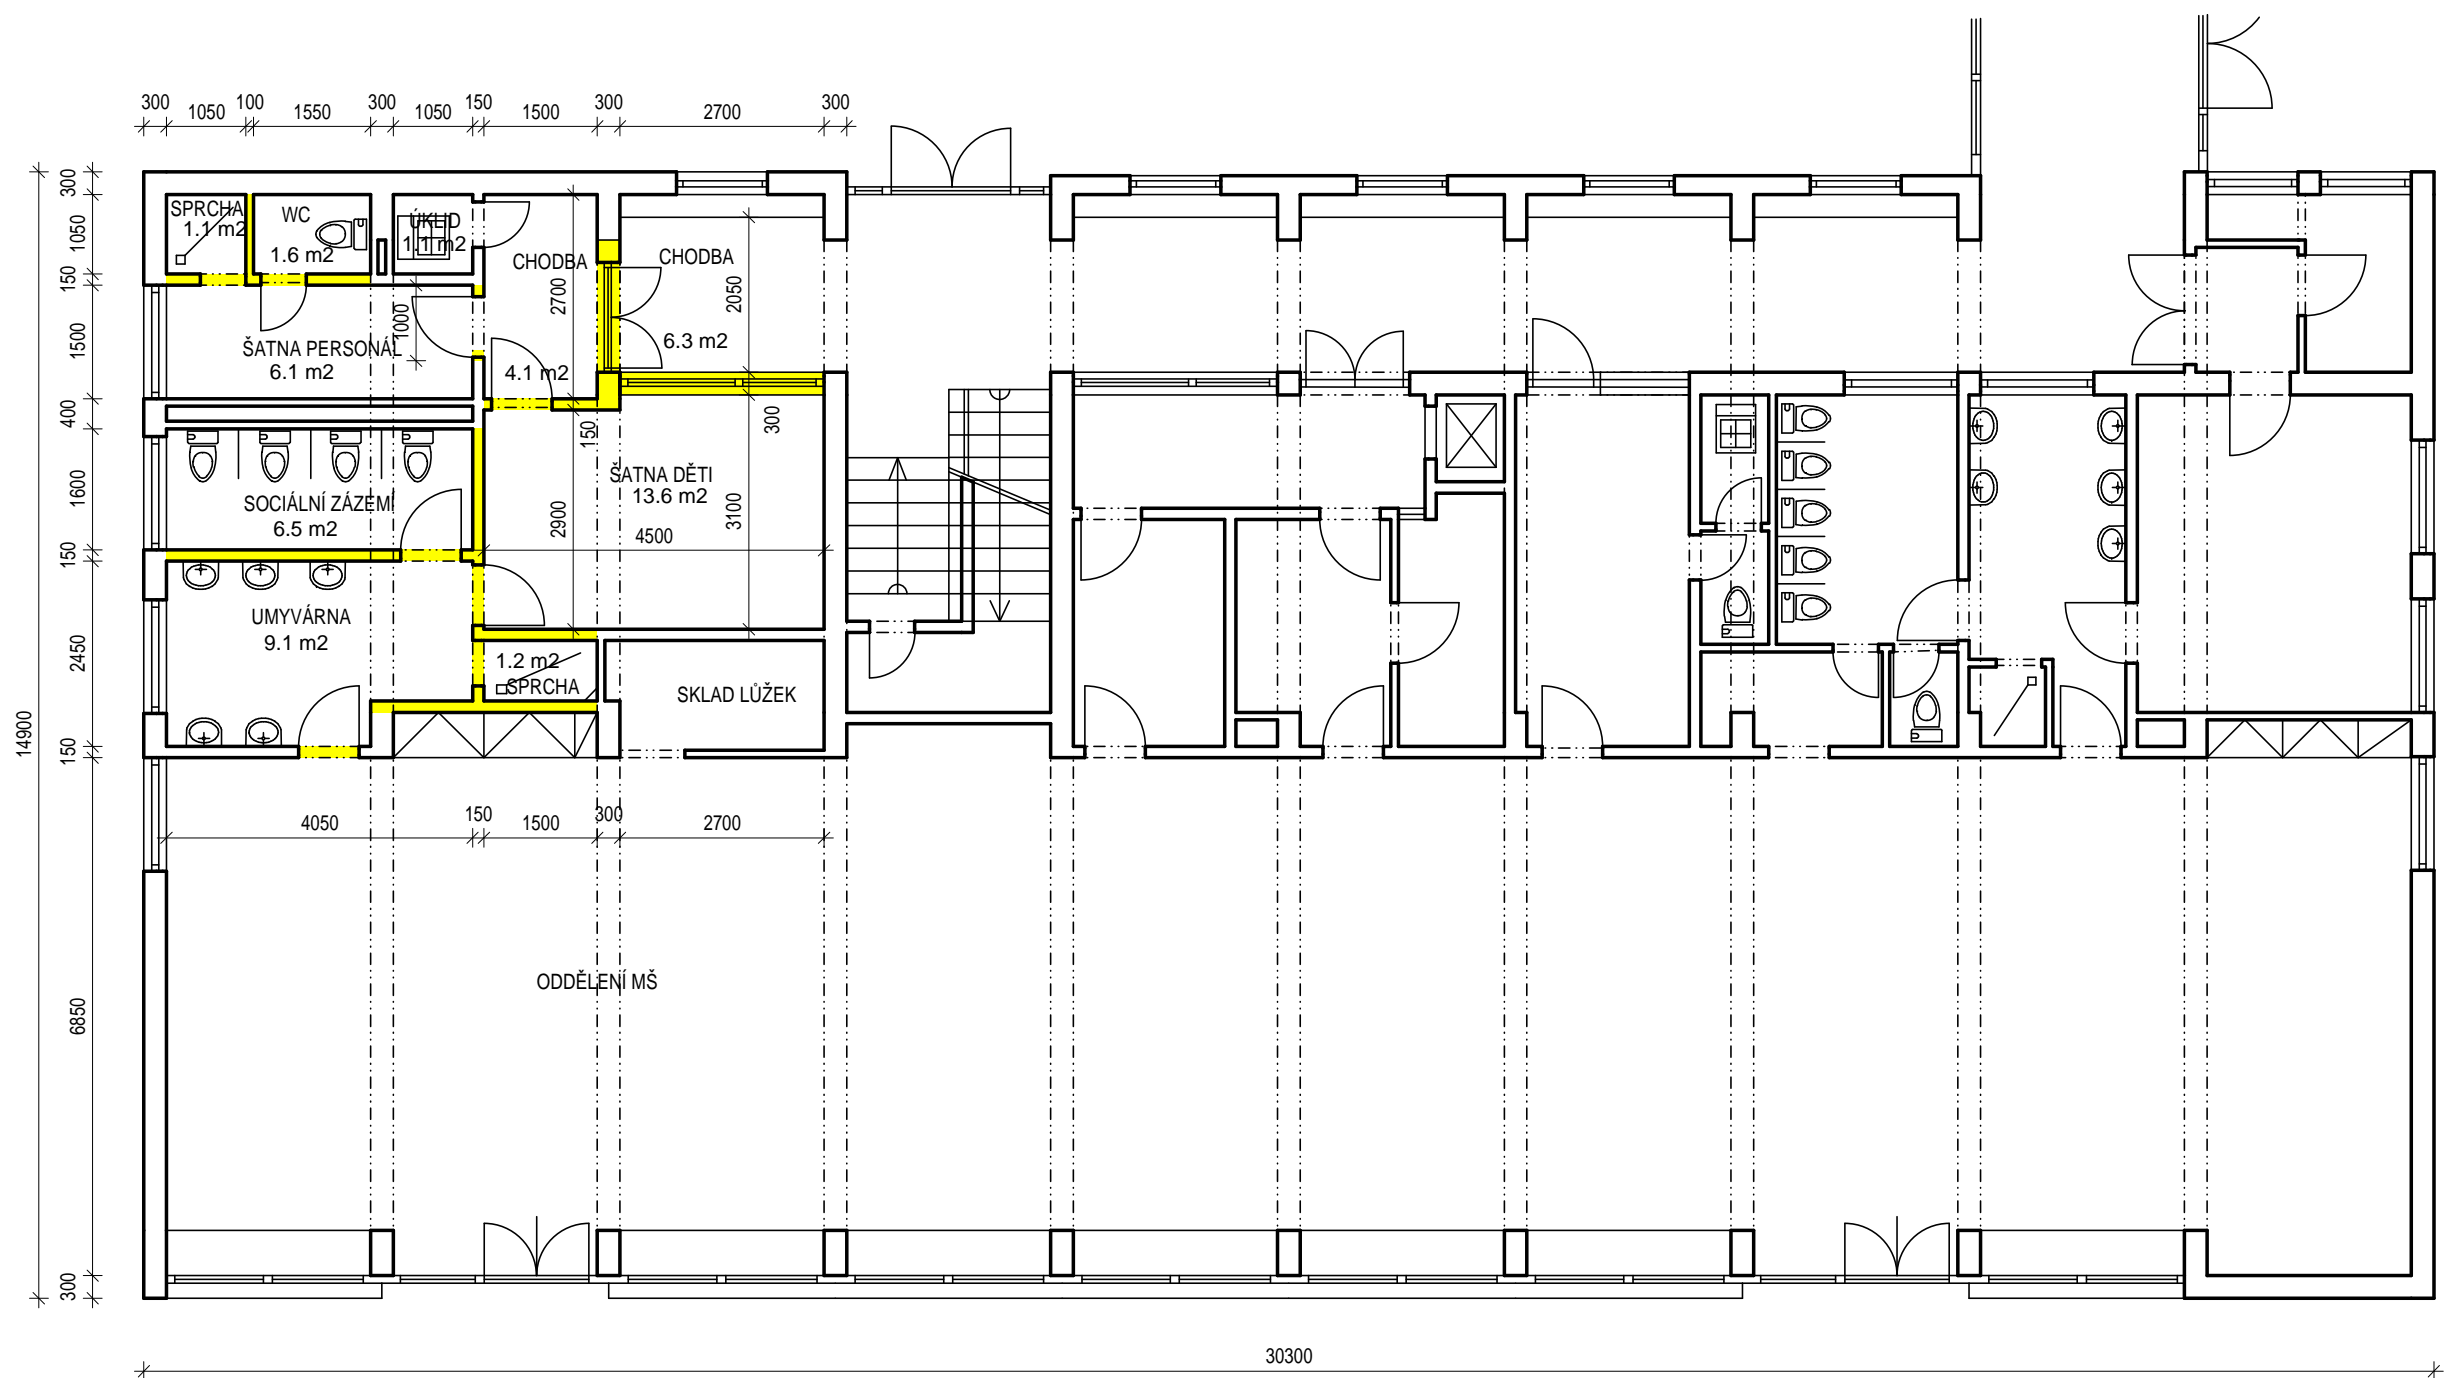 300
1050
100
1550
300
1050
150
1500
300
2700
300
300
1050
150
1500
400
1600
150
2450
150
6850
300
14900
SPRCHA
1.1 m2
WC
1.6 m2
ÚKLID
1.1 m2
CHODBA
2700
4.1 m2
CHODBA
2050
6.3 m2
1000
ŠATNA PERSONÁL
6.1 m2
150
300
ŠATNA DĚTI
13.6 m2
2900
3100
4500
SOCIÁLNÍ ZÁZEMÍ
6.5 m2
UMYVÁRNA
9.1 m2
1.2 m2
SPRCHA
SKLAD LŮŽEK
4050
150
1500
300
2700
ODDĚLENÍ MŠ
30300